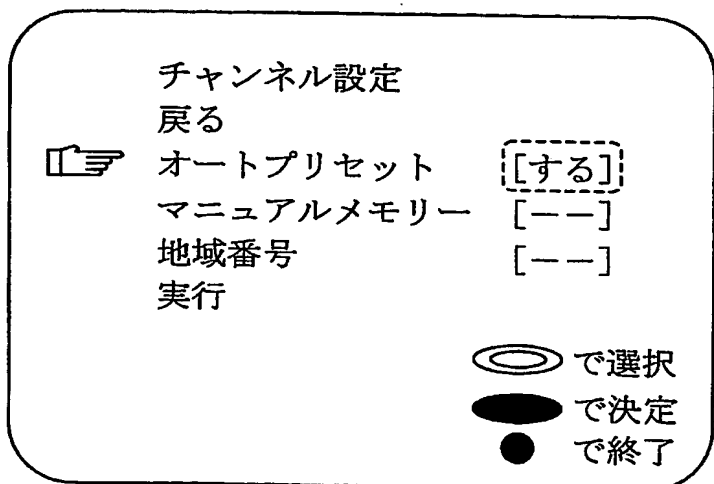 チャンネル設定
戻る
オートプリセット [する]
マニュアルメモリー [ーー]
地域番号 [ーー]
実行
で選択
で決定
で終了